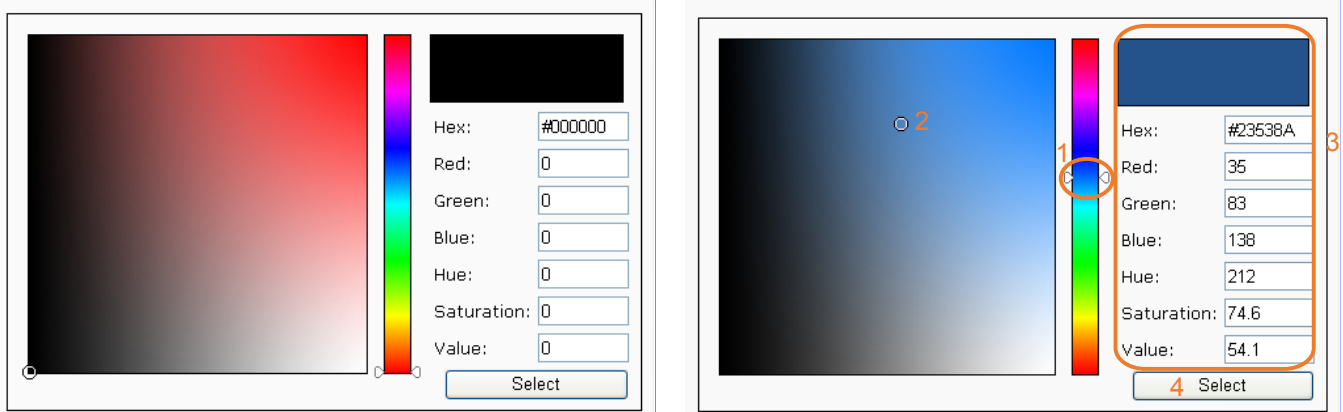 Hex: #000000
Red: 0
Green: 0
Blue: 0
Hue: 0
Saturation: 0
Value: 0
Select
1
2
3
Hex: #23538A
Red: 35
Green: 83
Blue: 138
Hue: 212
Saturation: 74.6
Value: 54.1
4 Select